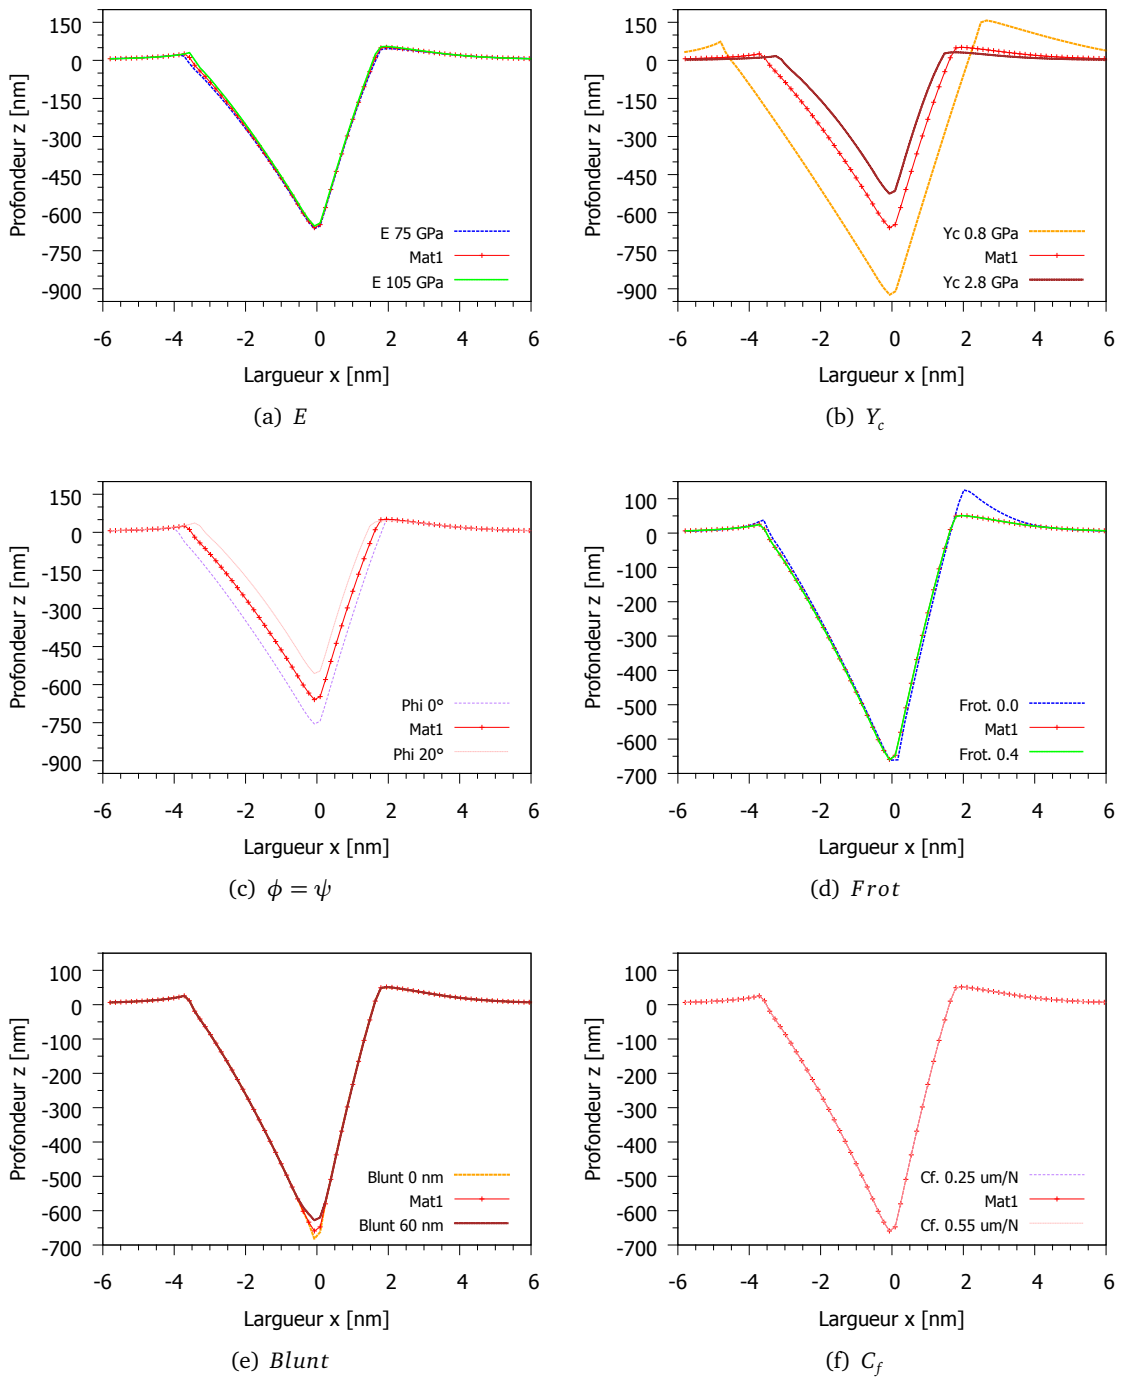 150
0
-150
-300
-450
-600
-750
-900
Profondeur z [nm]
E 75 GPa
Mat1
E 105 GPa
-6 -4 -2 0 2 4 6
Largueur x [nm]
(a) E
150
0
-150
-300
-450
-600
-750
-900
Profondeur z [nm]
Yc 0.8 GPa
Mat1
Yc 2.8 GPa
-6 -4 -2 0 2 4 6
Largueur x [nm]
(b) Yc
150
0
-150
-300
-450
-600
-750
-900
Profondeur z [nm]
Phi 0°
Mat1
Phi 20°
-6 -4 -2 0 2 4 6
Largueur x [nm]
(c) ϕ = ψ
100
0
-100
-200
-300
-400
-500
-600
-700
Profondeur z [nm]
Frot. 0.0
Mat1
Frot. 0.4
-6 -4 -2 0 2 4 6
Largueur x [nm]
(d) Frot
100
0
-100
-200
-300
-400
-500
-600
-700
Profondeur z [nm]
Blunt 0 nm
Mat1
Blunt 60 nm
-6 -4 -2 0 2 4 6
Largueur x [nm]
(e) Blunt
100
0
-100
-200
-300
-400
-500
-600
-700
Profondeur z [nm]
Cf. 0.25 um/N
Mat1
Cf. 0.55 um/N
-6 -4 -2 0 2 4 6
Largueur x [nm]
(f) Cf